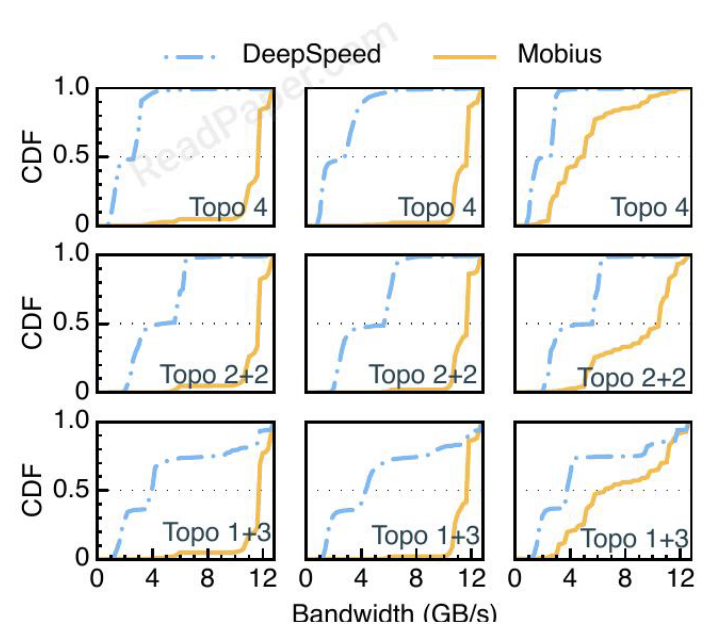 DeepSpeed Mobius
ReadPaper.com
CDF 1.0 0.5 0
Topo 4 Topo 4 Topo 4
CDF 1.0 0.5 0
Topo 2+2 Topo 2+2 Topo 2+2
CDF 1.0 0.5 0
Topo 1+3 Topo 1+3 Topo 1+3
0 4 8 12 0 4 8 12 0 4 8 12
Bandwidth (GB/s)